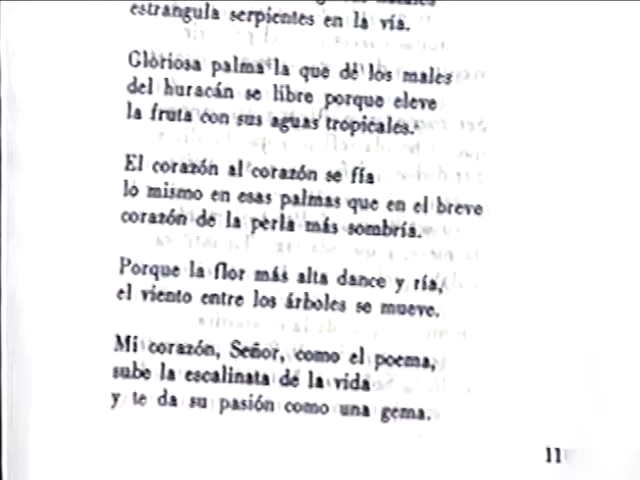 estrangula serpientes en la vía.
Gloriosa palma la que de los males
del huracán se libre porque eleve
la fruta con sus aguas tropicales.
El corazón al corazón se fía
lo mismo en esas palmas que en el breve
corazón de la perla más sombría.
Porque la flor más alta dance y ría,
el viento entre los árboles se mueve.
Mi corazón, Señor, como el poema,
sube la escalinata de la vida
y te da su pasión como una gema.
11